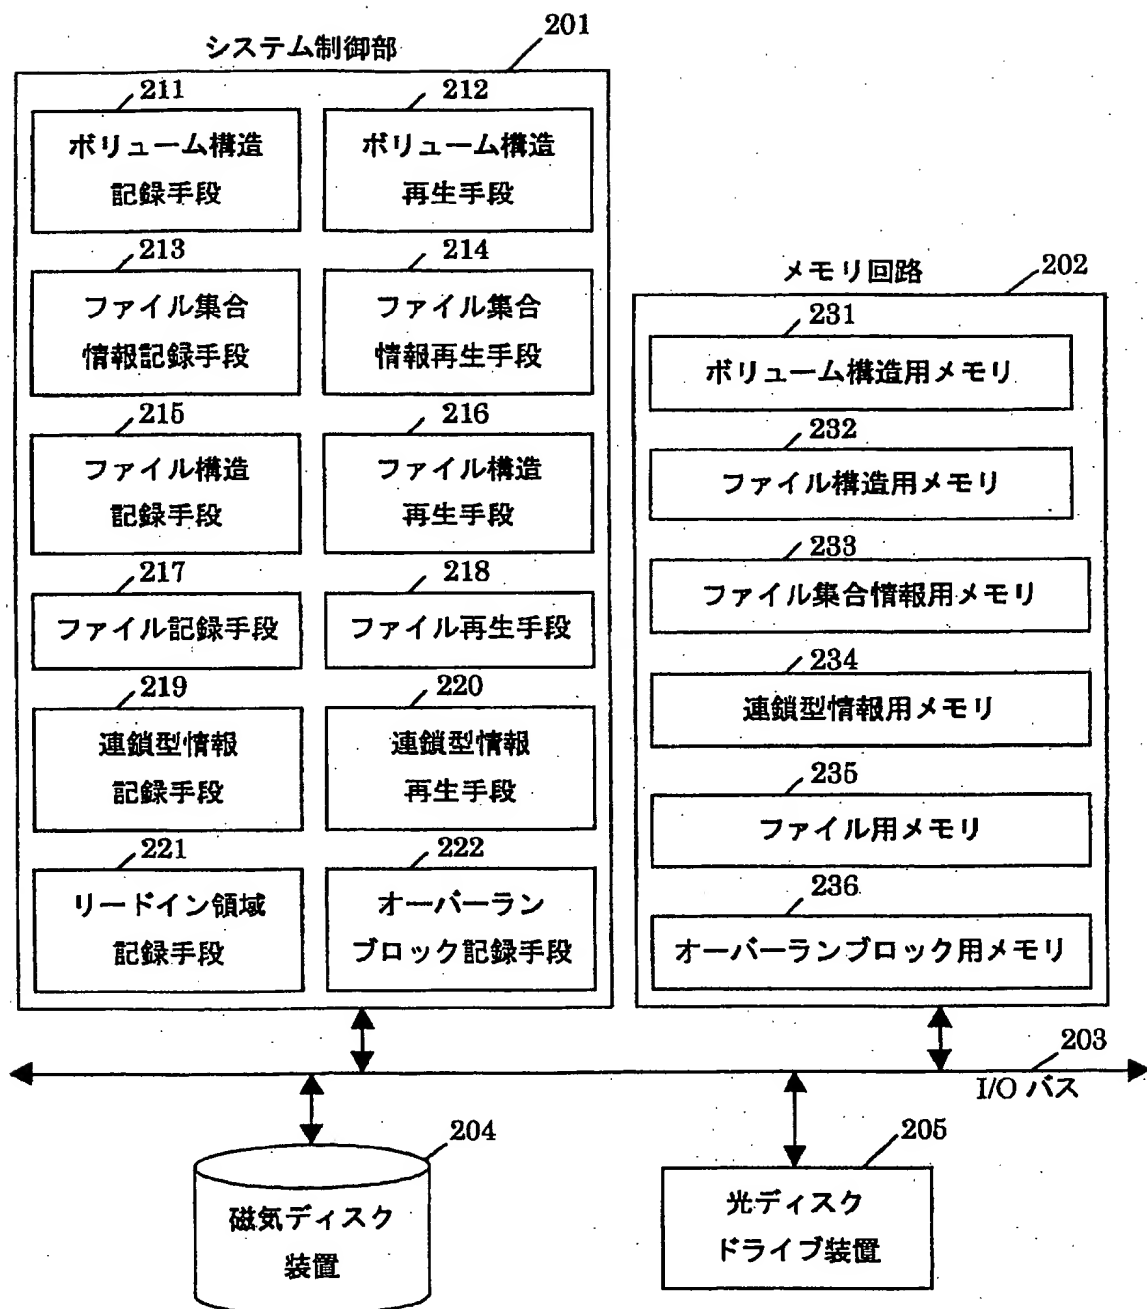 システム制御部
201
211
ボリューム構造
記録手段
212
ボリューム構造
再生手段
213
ファイル集合
情報記録手段
214
ファイル集合
情報再生手段
215
ファイル構造
記録手段
216
ファイル構造
再生手段
217
ファイル記録手段
218
ファイル再生手段
219
連鎖型情報
記録手段
220
連鎖型情報
再生手段
221
リードイン領域
記録手段
222
オーバーラン
ブロック記録手段
メモリ回路
202
231
ボリューム構造用メモリ
232
ファイル構造用メモリ
233
ファイル集合情報用メモリ
234
連鎖型情報用メモリ
235
ファイル用メモリ
236
オーバーランブロック用メモリ
203
I/O バス
204
磁気ディスク
装置
205
光ディスク
ドライブ装置